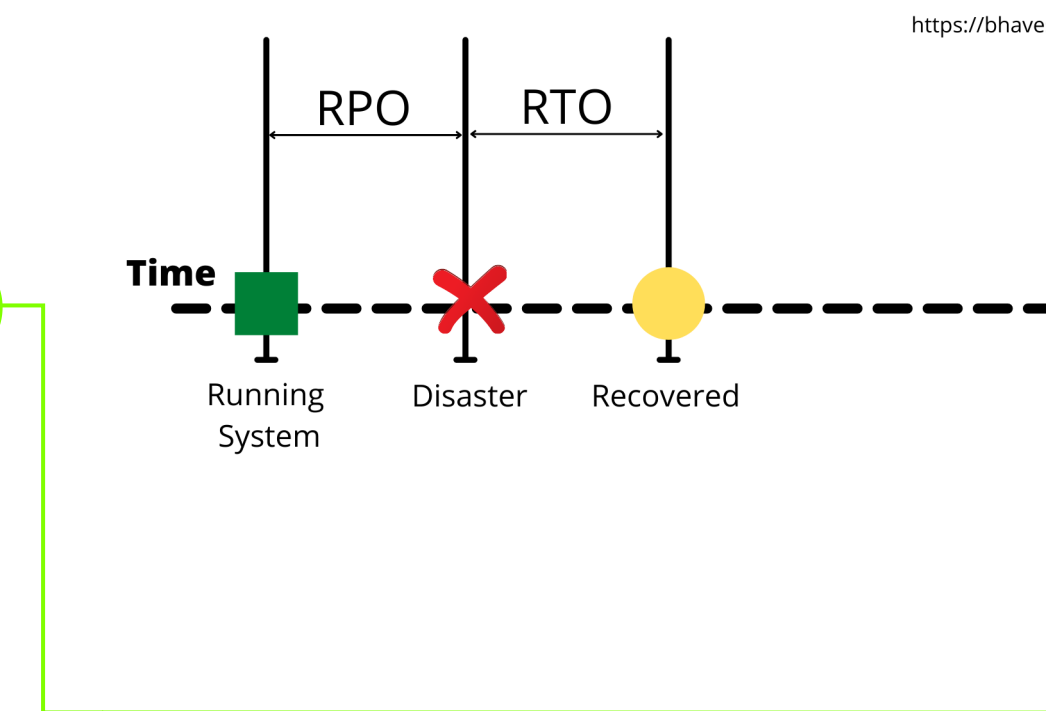 https://bhave
RPO
RTO
Time
Running
System
Disaster
Recovered